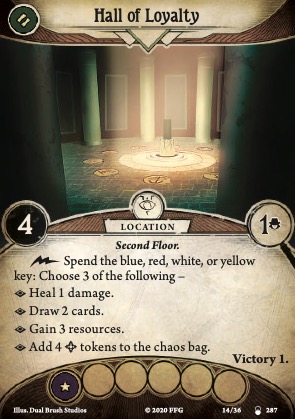 Hall of Loyalty
4
LOCATION
1
Second Floor.
Spend the blue, red, white, or yellow
key: Choose 3 of the following –
Heal 1 damage.
Draw 2 cards.
Gain 3 resources.
Add 4 tokens to the chaos bag.
Victory 1.
Illus. Dual Brush Studios © 2020 FFG 14/36 287